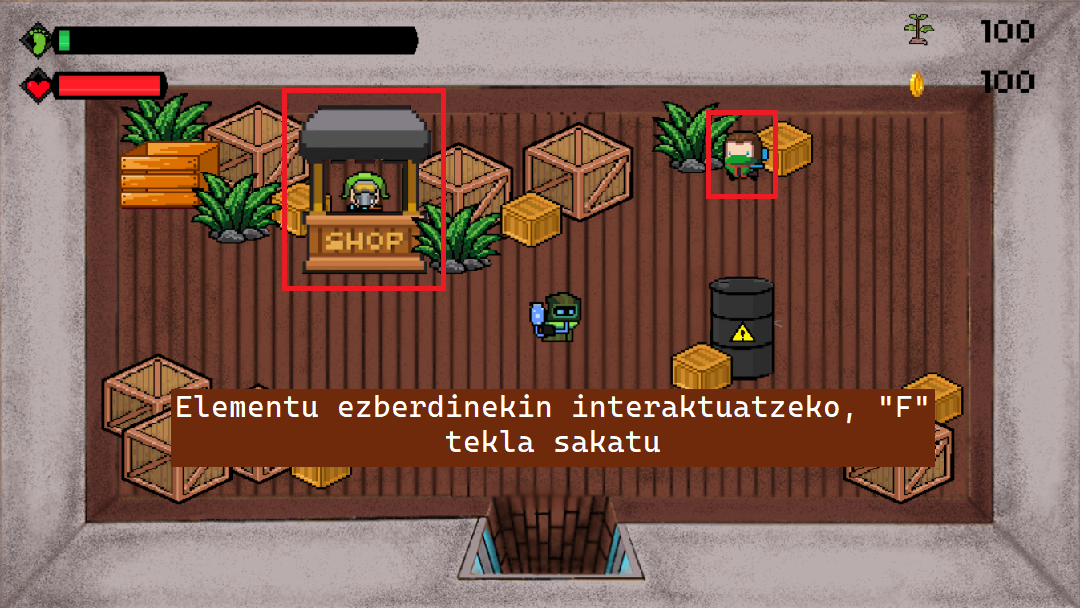 100
100
SHOP
Elementu ezberdinekin interaktuatzeko, "F"
tekla sakatu